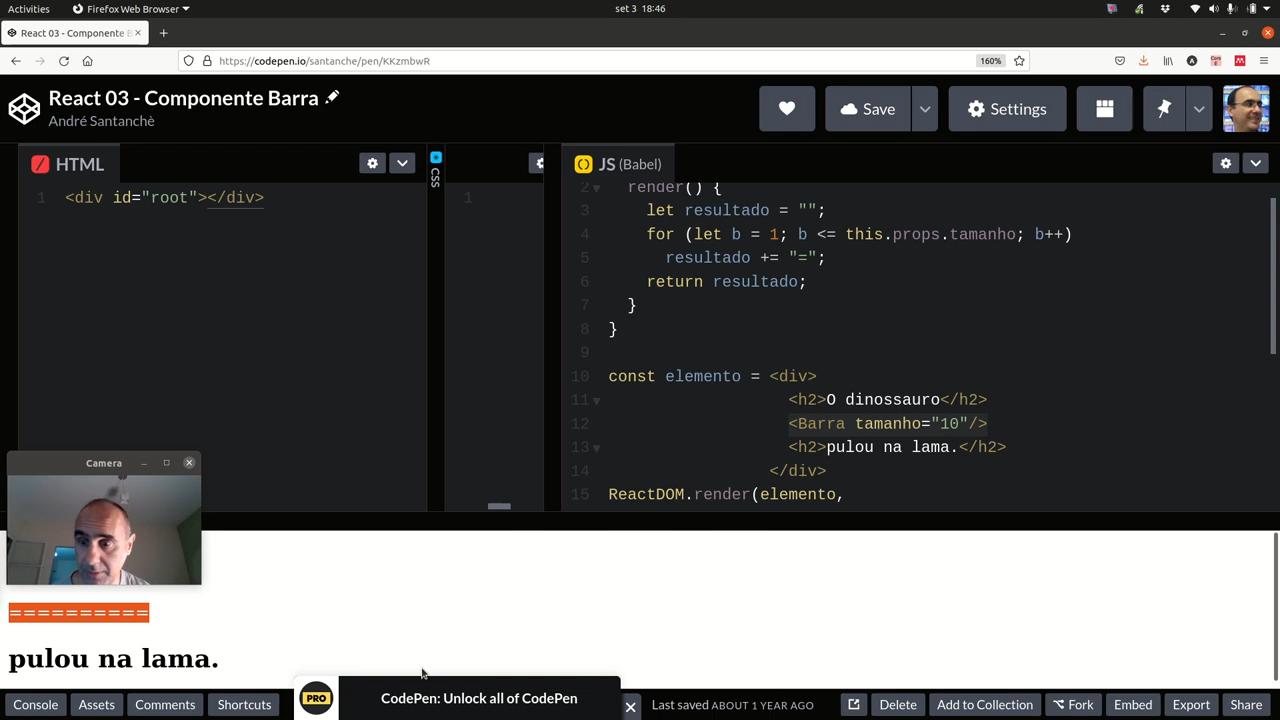 Activities
Firefox Web Browser
set 3 18:46
React 03 - Componente B
https://codepen.io/santanche/pen/KKzmbwR
160%
React 03 - Componente Barra
André Santanchè
Save
Settings
HTML
CSS
JS (Babel)
1 <div id="root"></div>
1
2 render() {
3 let resultado = "";
4 for (let b = 1; b <= this.props.tamanho; b++)
5 resultado += "=";
6 return resultado;
7 }
8 }
9
10 const elemento = <div>
11 <h2>O dinossauro</h2>
12 <Barra tamanho="10"/>
13 <h2>pulou na lama.</h2>
14 </div>
15 ReactDOM.render(elemento,
Camera
==========
pulou na lama.
PRO
CodePen: Unlock all of CodePen
Console
Assets
Comments
Shortcuts
Last saved ABOUT 1 YEAR AGO
Delete
Add to Collection
Fork
Embed
Export
Share